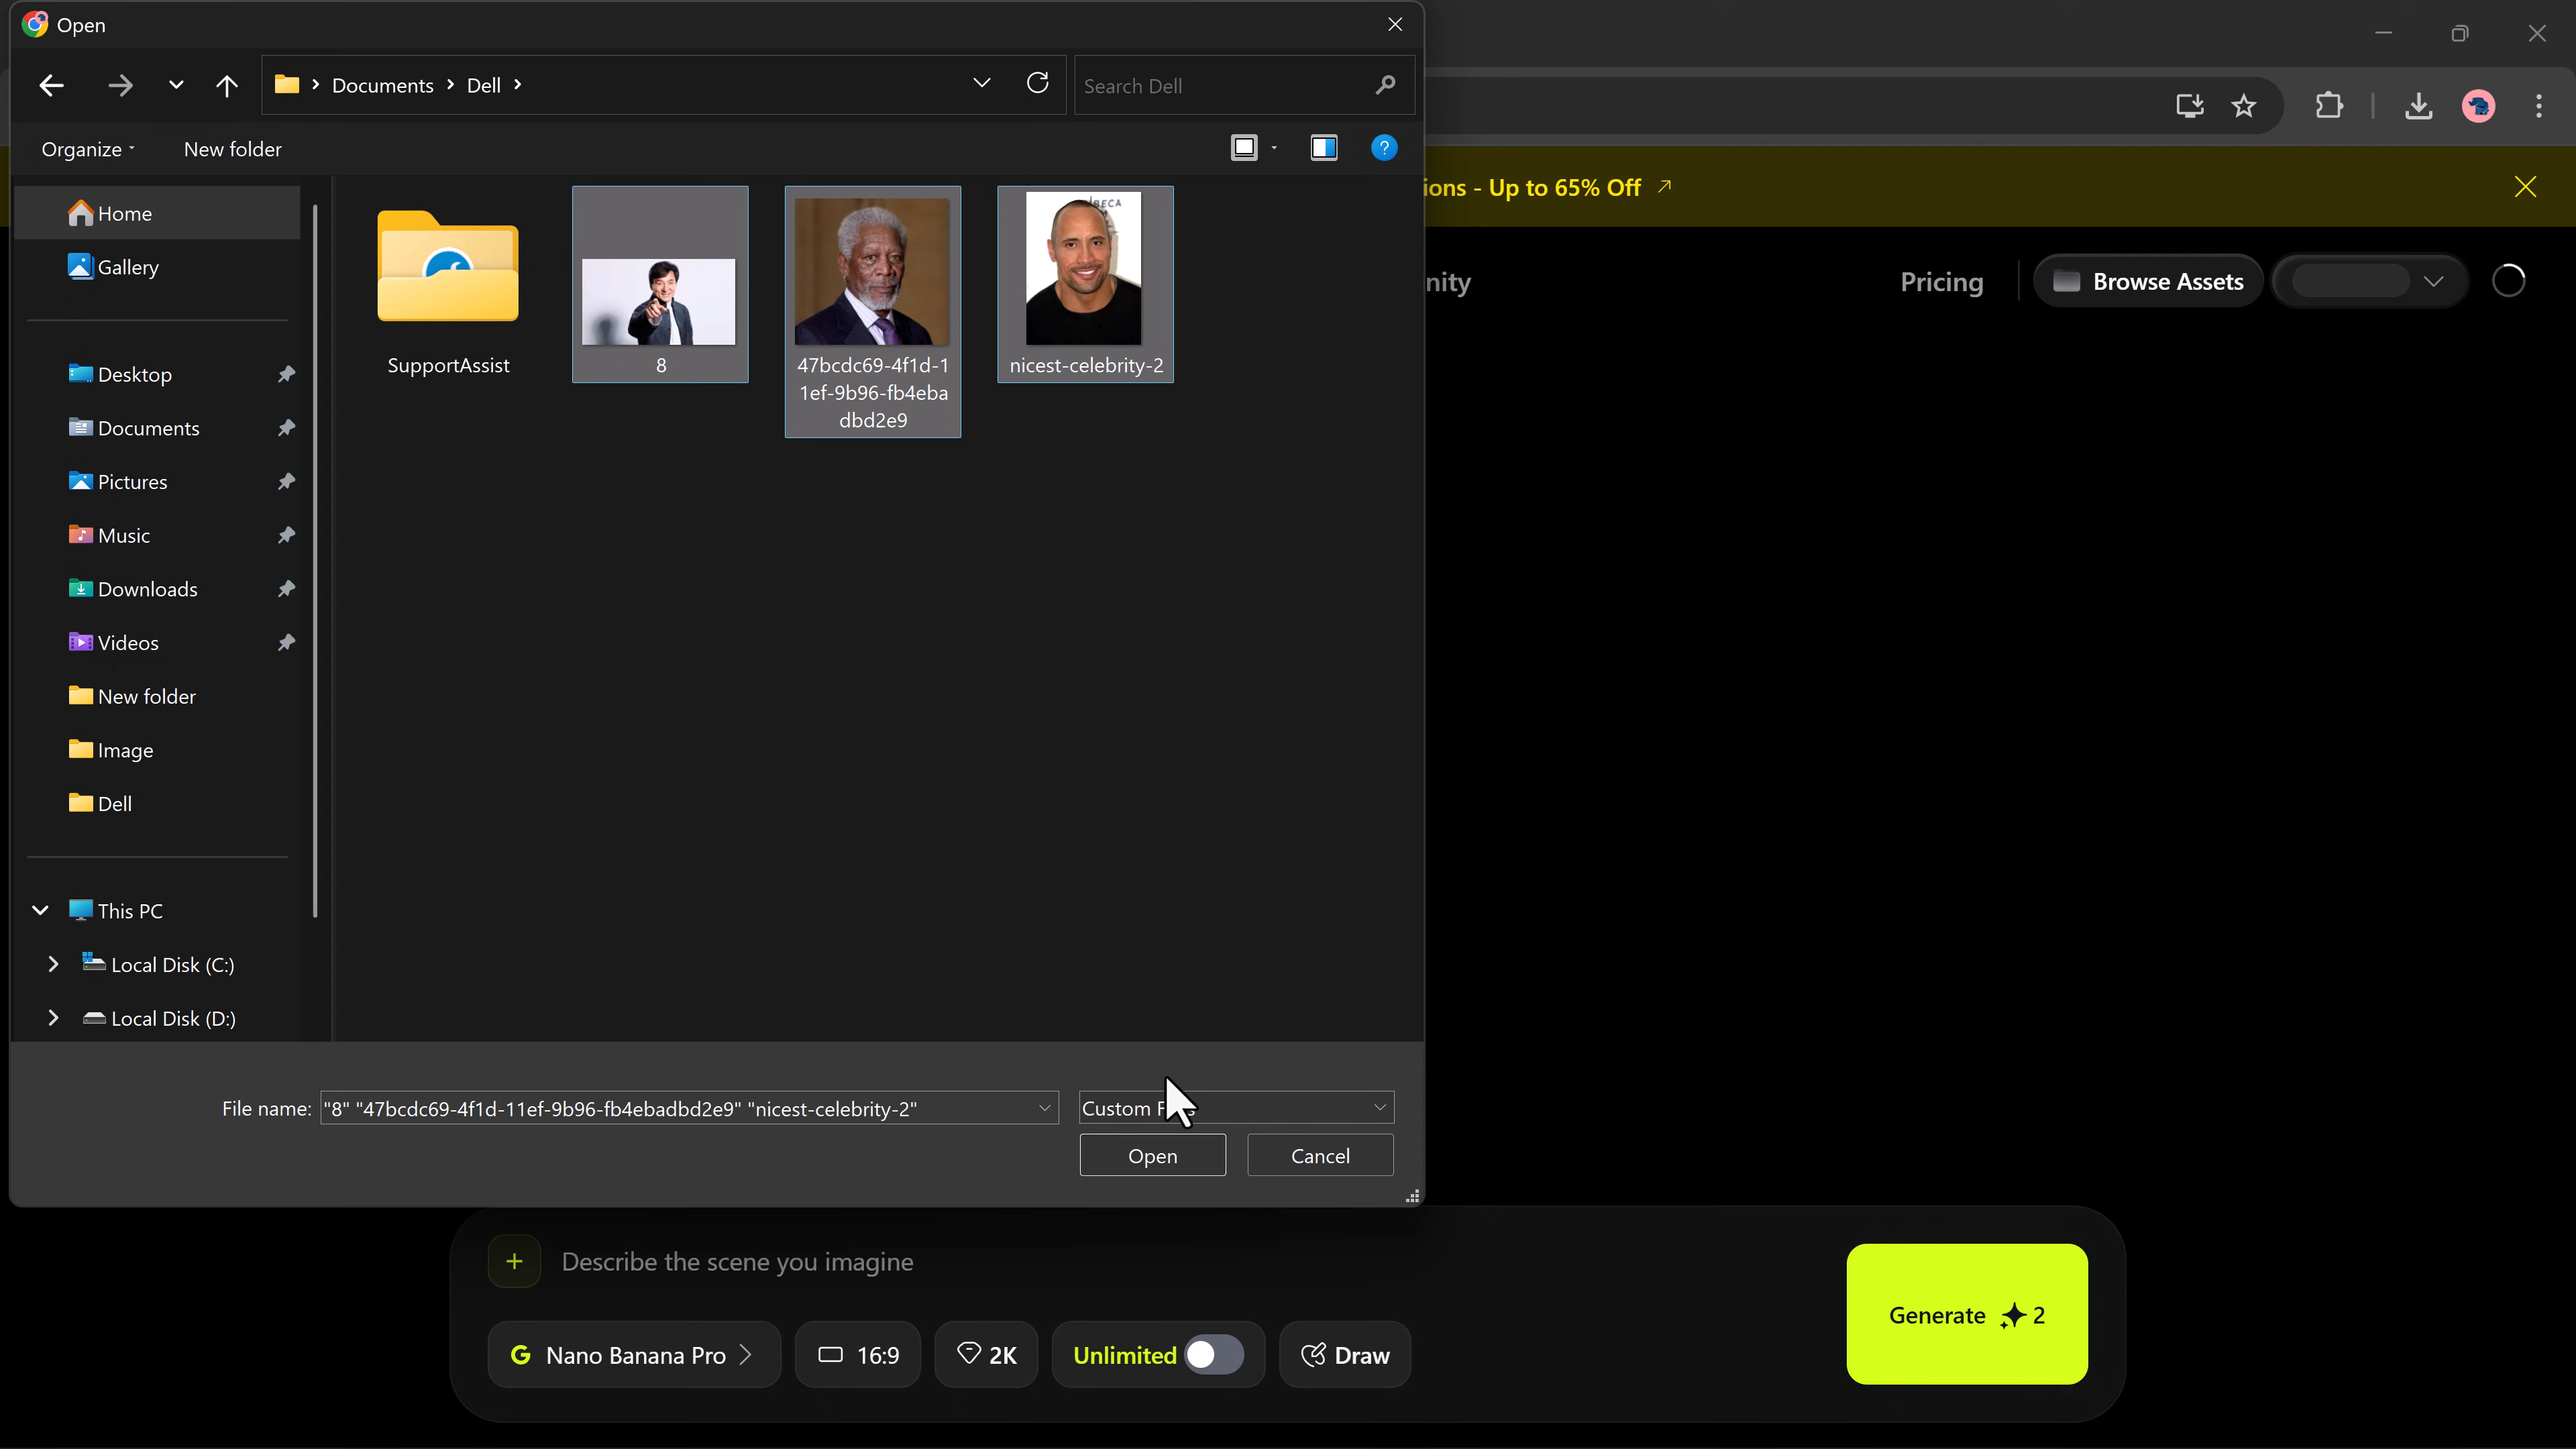 Open
Documents
Dell
Search Dell
Organize
New folder
ions - Up to 65% Off
Home
Gallery
Desktop
Documents
Pictures
Music
Downloads
Videos
New folder
Image
Dell
This PC
Local Disk (C:)
Local Disk (D:)
BECA
SupportAssist
8
47bcdc69-4f1d-1
1ef-9b96-fb4eba
dbd2e9
nicest-celebrity-2
nity
Pricing
Browse Assets
File name:
"8" "47bcdc69-4f1d-11ef-9b96-fb4ebadbd2e9" "nicest-celebrity-2"
Custom
Open
Cancel
Describe the scene you imagine
G Nano Banana Pro
16:9
2K
Unlimited
Draw
Generate 2